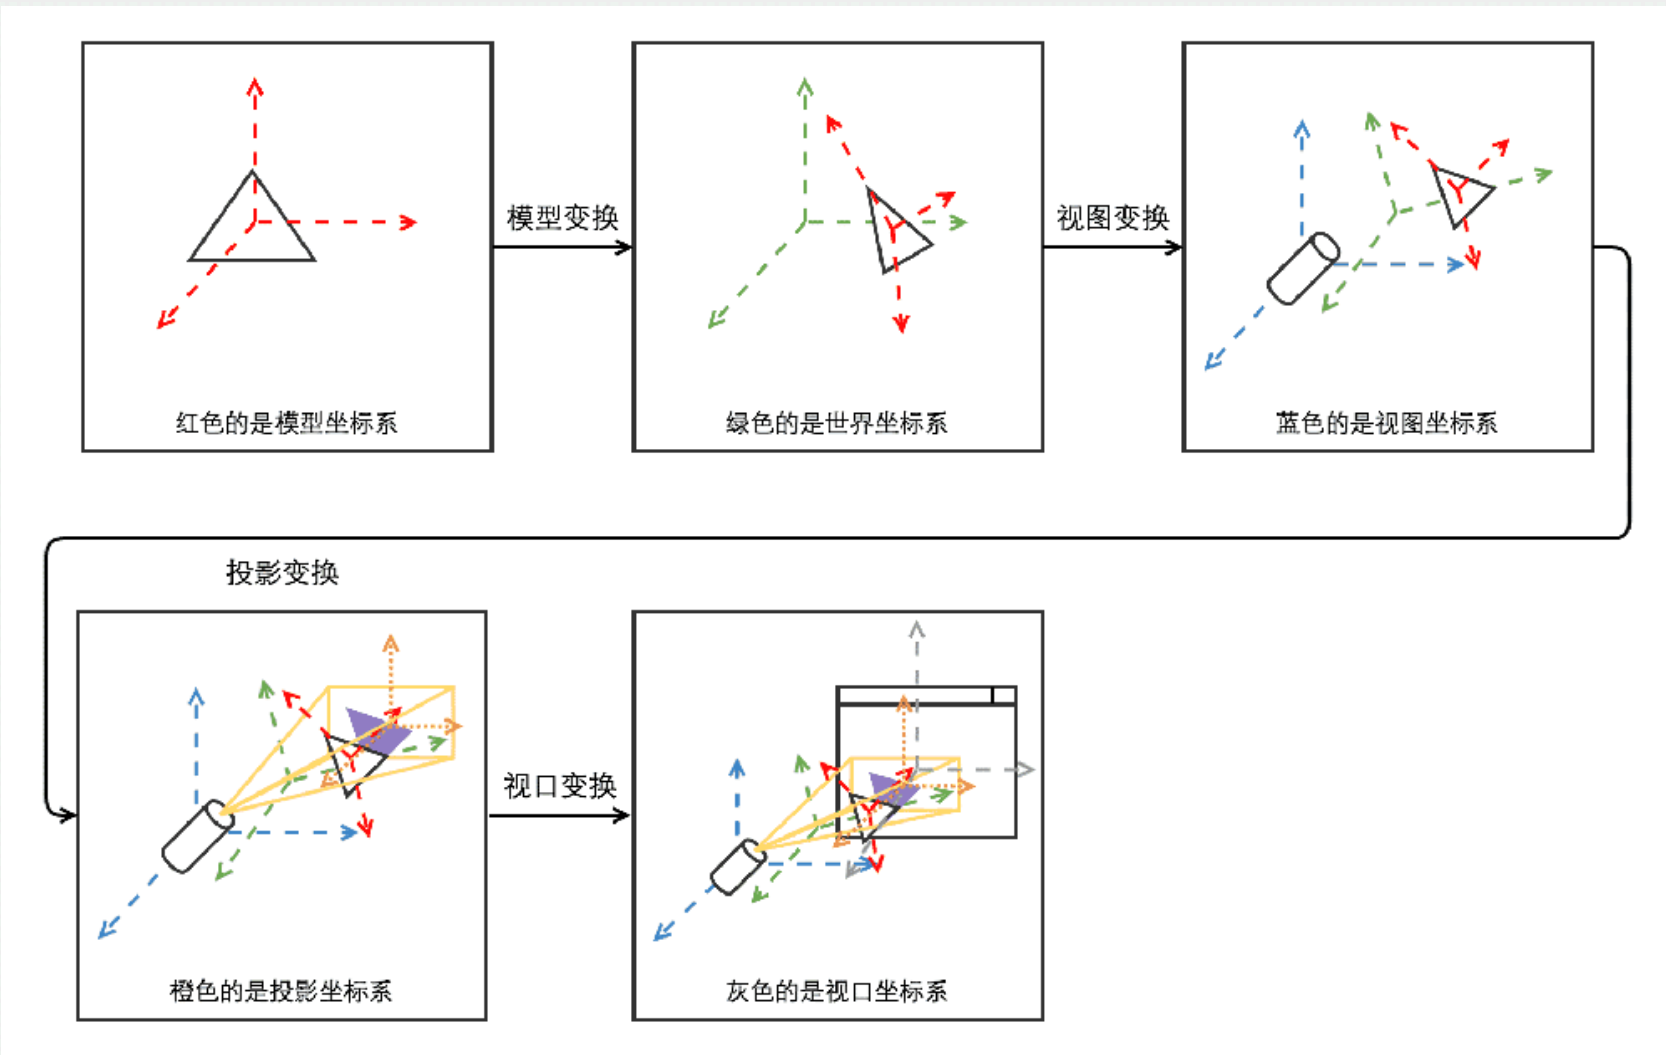 模型变换
视图变换
红色的是模型坐标系
绿色的是世界坐标系
蓝色的是视图坐标系
投影变换
视口变换
橙色的是投影坐标系
灰色的是视口坐标系